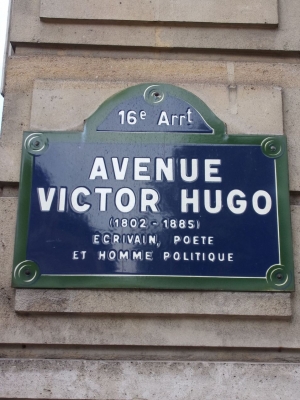 16e Arrt
AVENUE
VICTOR HUGO
(1802 - 1885)
ECRIVAIN, POETE
ET HOMME POLITIQUE